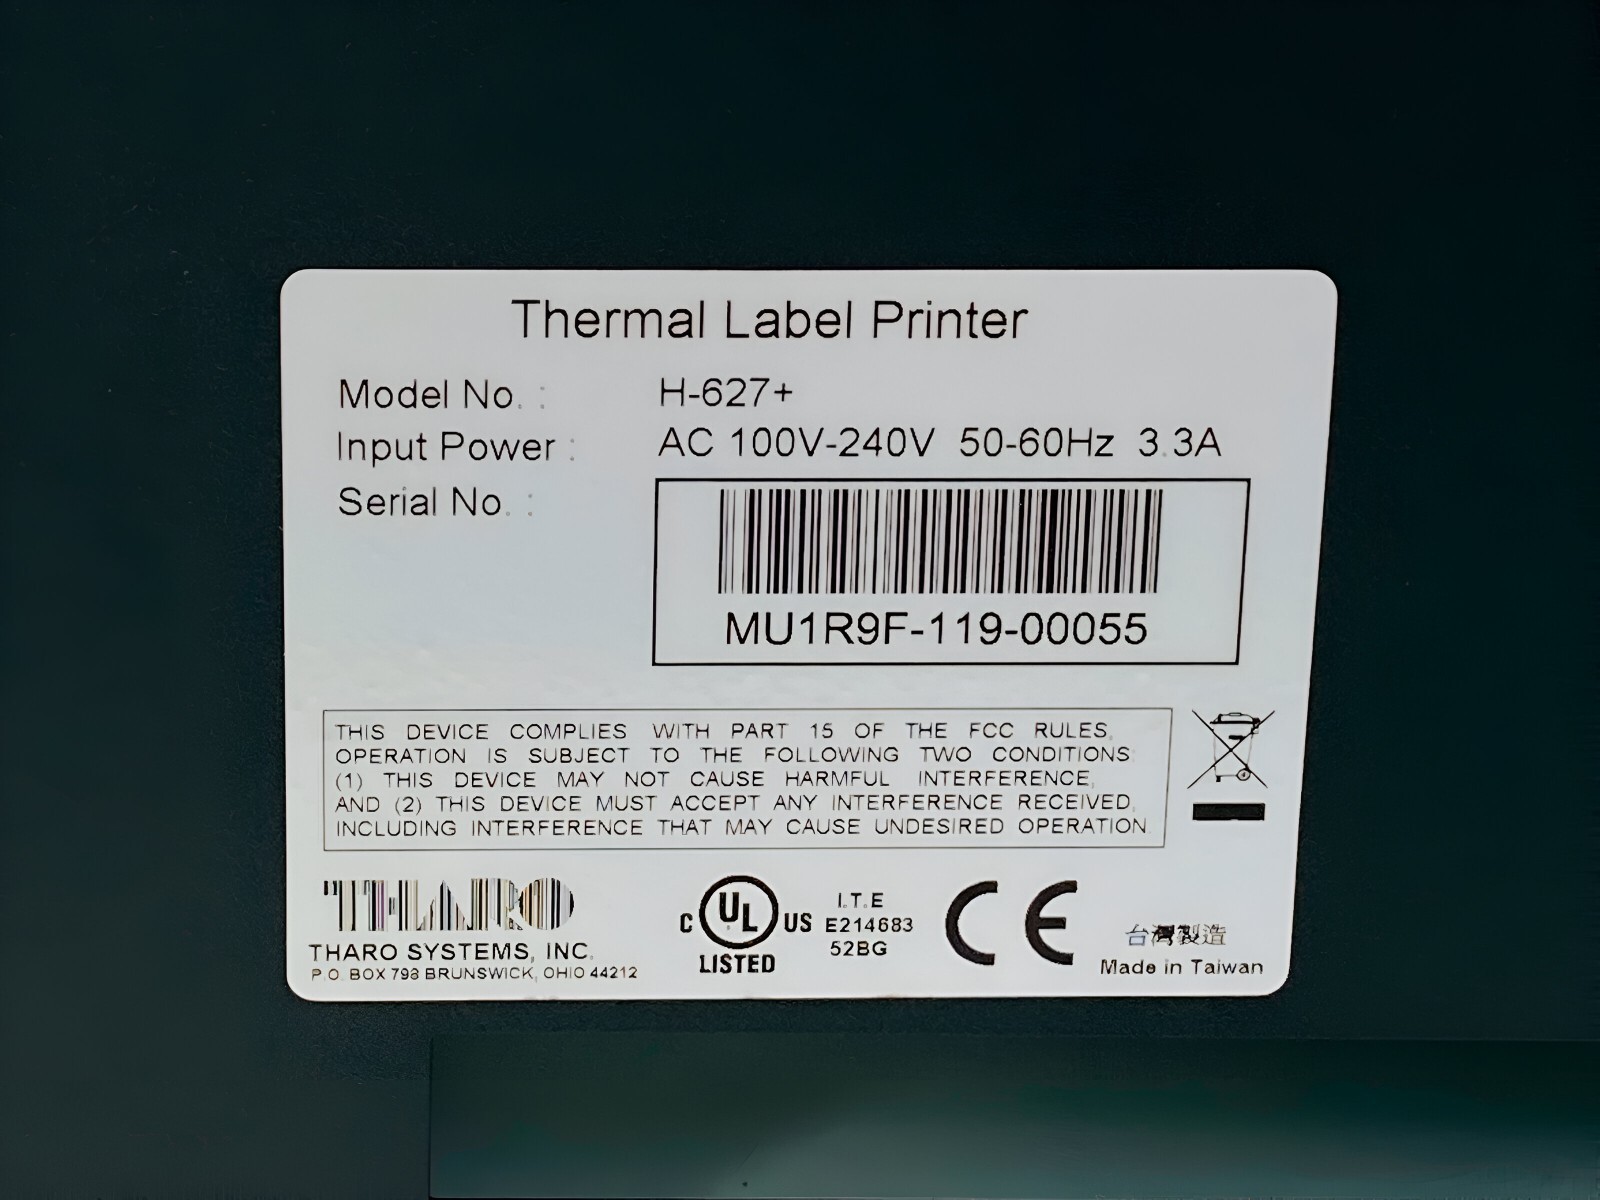 Thermal Label Printer
Model No. : H-627+
Input Power : AC 100V-240V 50-60Hz 3.3A
Serial No. :
MU1R9F-119-00055
THIS DEVICE COMPLIES WITH PART 15 OF THE FCC RULES.
OPERATION IS SUBJECT TO THE FOLLOWING TWO CONDITIONS:
(1) THIS DEVICE MAY NOT CAUSE HARMFUL INTERFERENCE,
AND (2) THIS DEVICE MUST ACCEPT ANY INTERFERENCE RECEIVED,
INCLUDING INTERFERENCE THAT MAY CAUSE UNDESIRED OPERATION.
THARO
THARO SYSTEMS, INC.
P.O. BOX 798 BRUNSWICK, OHIO 44212
C UL US
LISTED
I.T.E
E214683
52BG
CE
台灣製造
Made in Taiwan